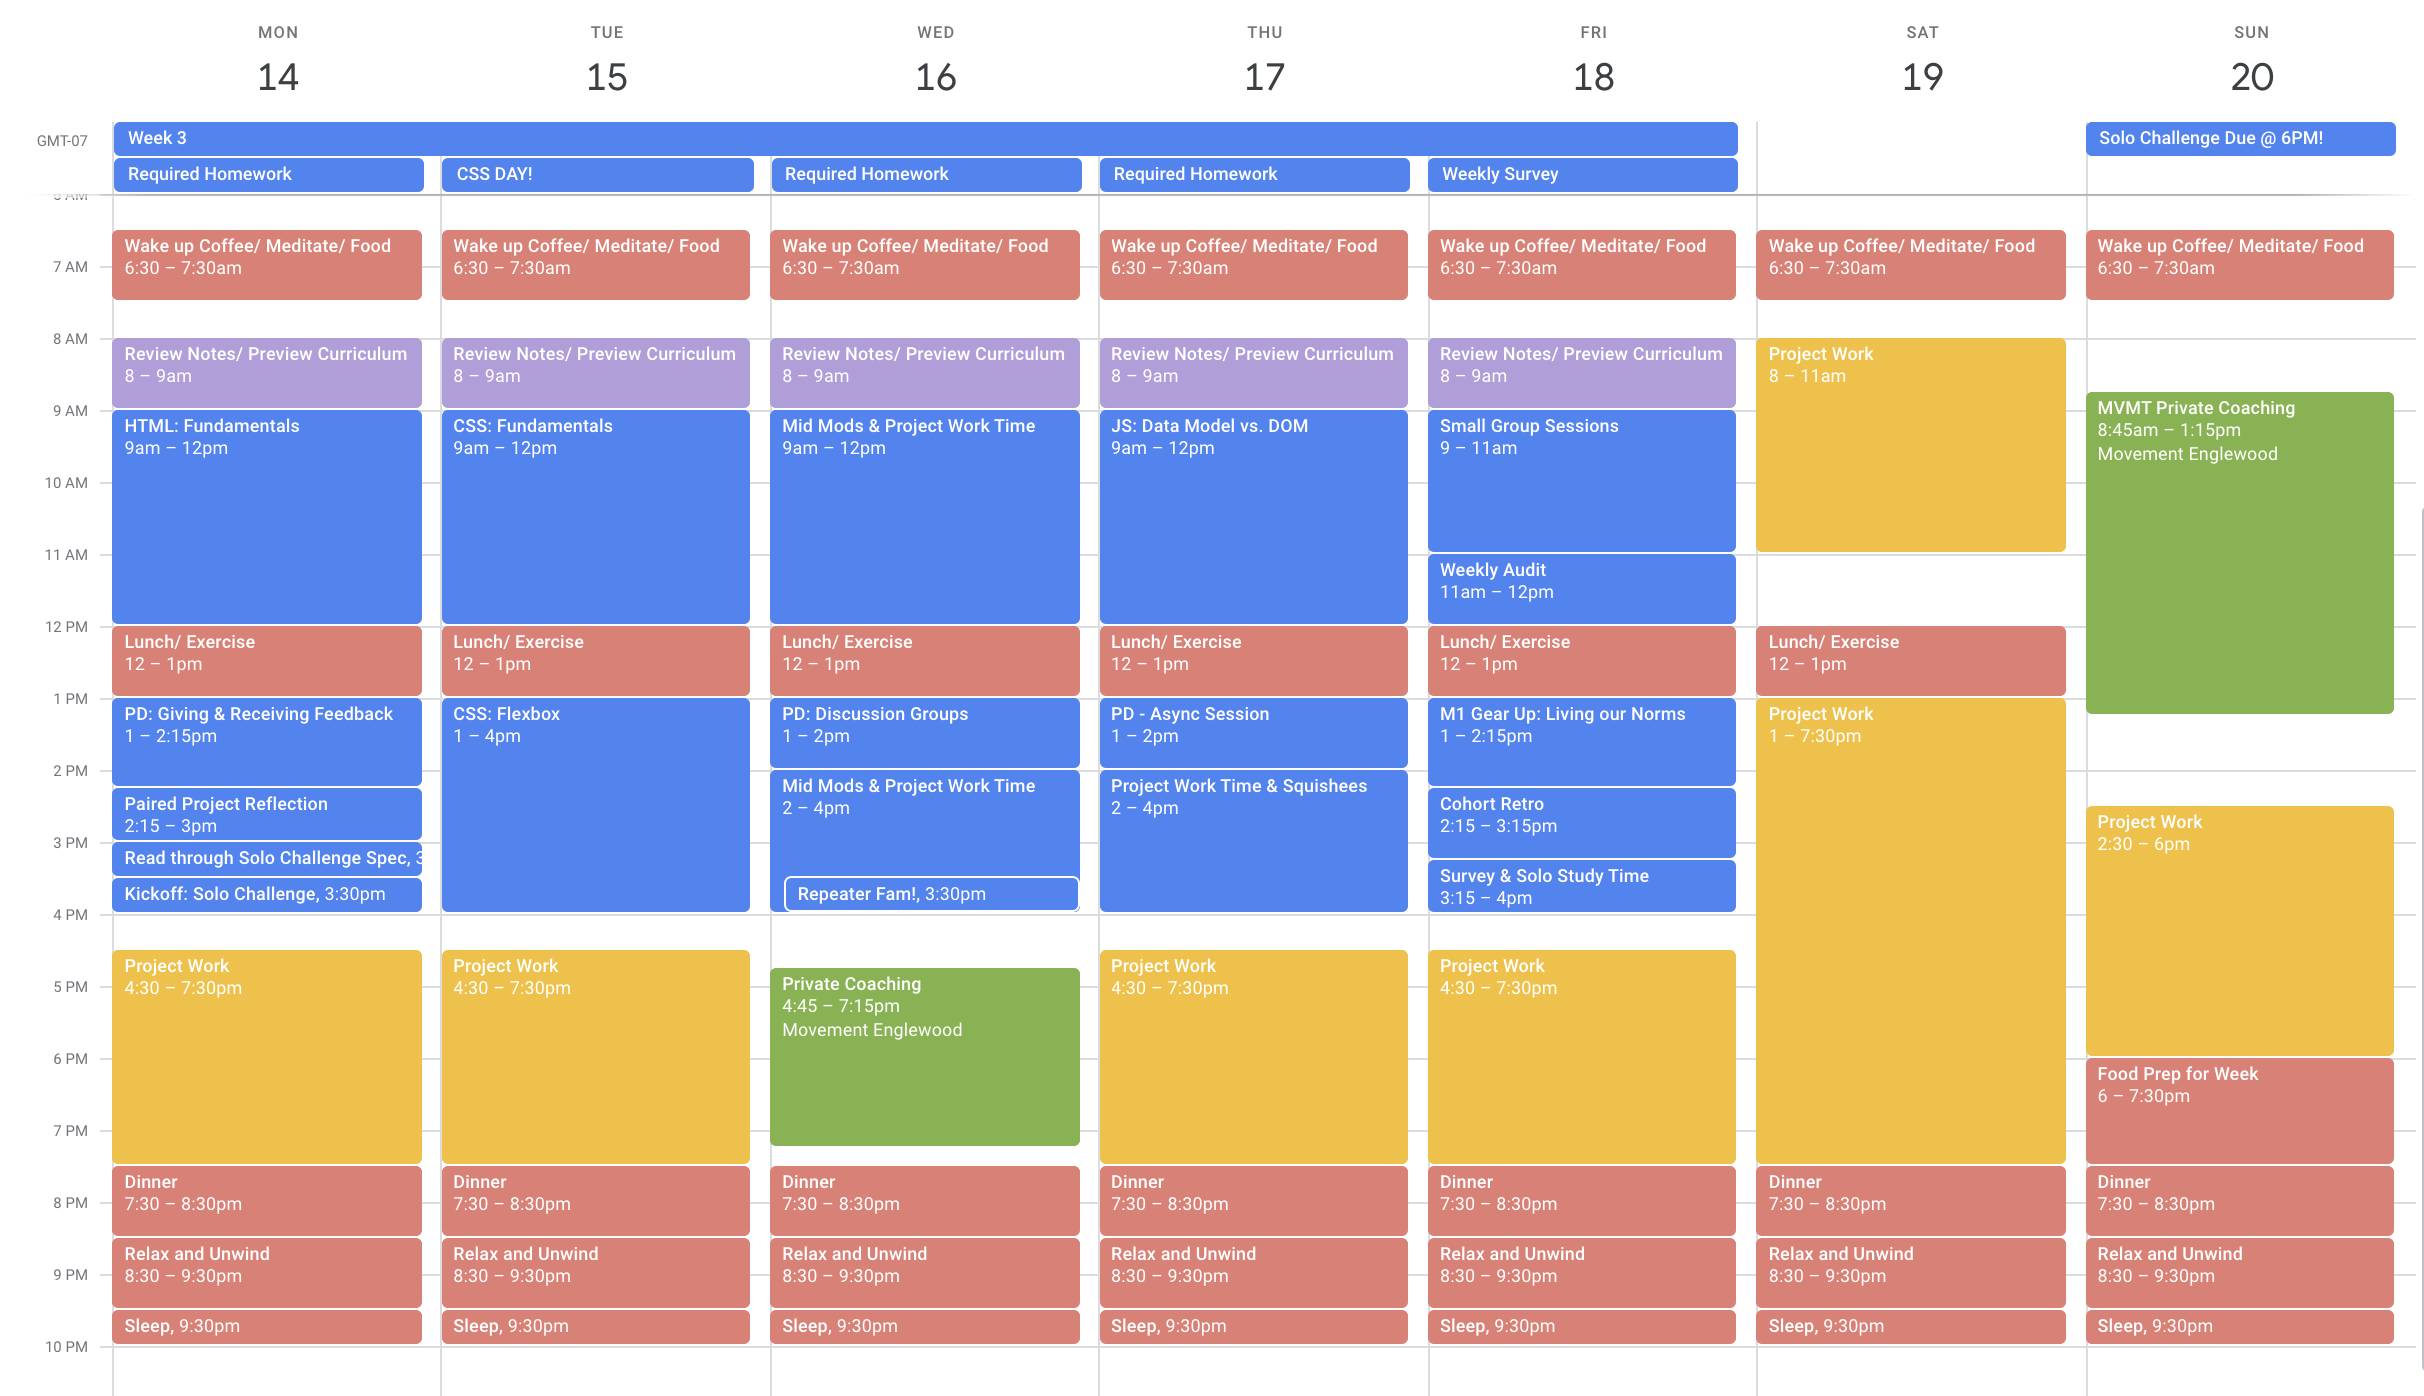 MON
14
TUE
15
WED
16
THU
17
FRI
18
SAT
19
SUN
20
GMT-07
Week 3
Solo Challenge Due @ 6PM!
Required Homework
CSS DAY!
Required Homework
Required Homework
Weekly Survey
7 AM
8 AM
9 AM
10 AM
11 AM
12 PM
1 PM
2 PM
3 PM
4 PM
5 PM
6 PM
7 PM
8 PM
9 PM
10 PM
Wake up Coffee/ Meditate/ Food
6:30 – 7:30am
Review Notes/ Preview Curriculum
8 – 9am
HTML: Fundamentals
9am – 12pm
Lunch/ Exercise
12 – 1pm
PD: Giving & Receiving Feedback
1 – 2:15pm
Paired Project Reflection
2:15 – 3pm
Read through Solo Challenge Spec, 3
Kickoff: Solo Challenge, 3:30pm
Project Work
4:30 – 7:30pm
Dinner
7:30 – 8:30pm
Relax and Unwind
8:30 – 9:30pm
Sleep, 9:30pm
Wake up Coffee/ Meditate/ Food
6:30 – 7:30am
Review Notes/ Preview Curriculum
8 – 9am
CSS: Fundamentals
9am – 12pm
Lunch/ Exercise
12 – 1pm
CSS: Flexbox
1 – 4pm
Project Work
4:30 – 7:30pm
Dinner
7:30 – 8:30pm
Relax and Unwind
8:30 – 9:30pm
Sleep, 9:30pm
Wake up Coffee/ Meditate/ Food
6:30 – 7:30am
Review Notes/ Preview Curriculum
8 – 9am
Mid Mods & Project Work Time
9am – 12pm
Lunch/ Exercise
12 – 1pm
PD: Discussion Groups
1 – 2pm
Mid Mods & Project Work Time
2 – 4pm
Repeater Fam!, 3:30pm
Private Coaching
4:45 – 7:15pm
Movement Englewood
Dinner
7:30 – 8:30pm
Relax and Unwind
8:30 – 9:30pm
Sleep, 9:30pm
Wake up Coffee/ Meditate/ Food
6:30 – 7:30am
Review Notes/ Preview Curriculum
8 – 9am
JS: Data Model vs. DOM
9am – 12pm
Lunch/ Exercise
12 – 1pm
PD - Async Session
1 – 2pm
Project Work Time & Squishees
2 – 4pm
Project Work
4:30 – 7:30pm
Dinner
7:30 – 8:30pm
Relax and Unwind
8:30 – 9:30pm
Sleep, 9:30pm
Wake up Coffee/ Meditate/ Food
6:30 – 7:30am
Review Notes/ Preview Curriculum
8 – 9am
Small Group Sessions
9 – 11am
Weekly Audit
11am – 12pm
Lunch/ Exercise
12 – 1pm
M1 Gear Up: Living our Norms
1 – 2:15pm
Cohort Retro
2:15 – 3:15pm
Survey & Solo Study Time
3:15 – 4pm
Project Work
4:30 – 7:30pm
Dinner
7:30 – 8:30pm
Relax and Unwind
8:30 – 9:30pm
Sleep, 9:30pm
Wake up Coffee/ Meditate/ Food
6:30 – 7:30am
Project Work
8 – 11am
Lunch/ Exercise
12 – 1pm
Project Work
1 – 7:30pm
Dinner
7:30 – 8:30pm
Relax and Unwind
8:30 – 9:30pm
Sleep, 9:30pm
Wake up Coffee/ Meditate/ Food
6:30 – 7:30am
MVMT Private Coaching
8:45am – 1:15pm
Movement Englewood
Project Work
2:30 – 6pm
Food Prep for Week
6 – 7:30pm
Dinner
7:30 – 8:30pm
Relax and Unwind
8:30 – 9:30pm
Sleep, 9:30pm